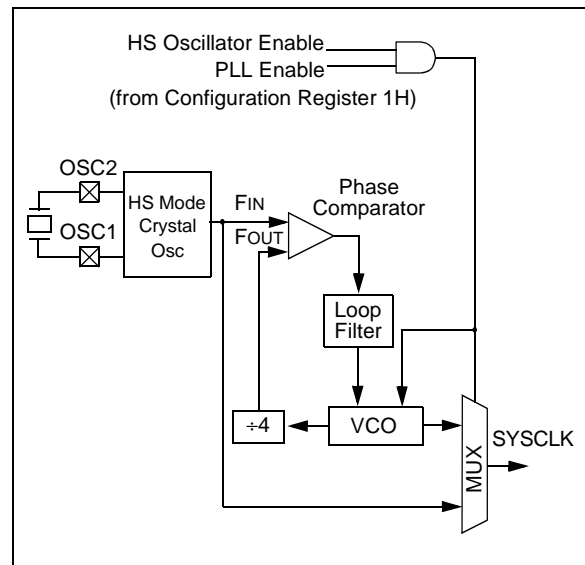 HS Oscillator Enable
PLL Enable
(from Configuration Register 1H)
OSC2
OSC1
HS Mode
Crystal
Osc
FIN
FOUT
Phase
Comparator
Loop
Filter
÷4
VCO
MUX
SYSCLK